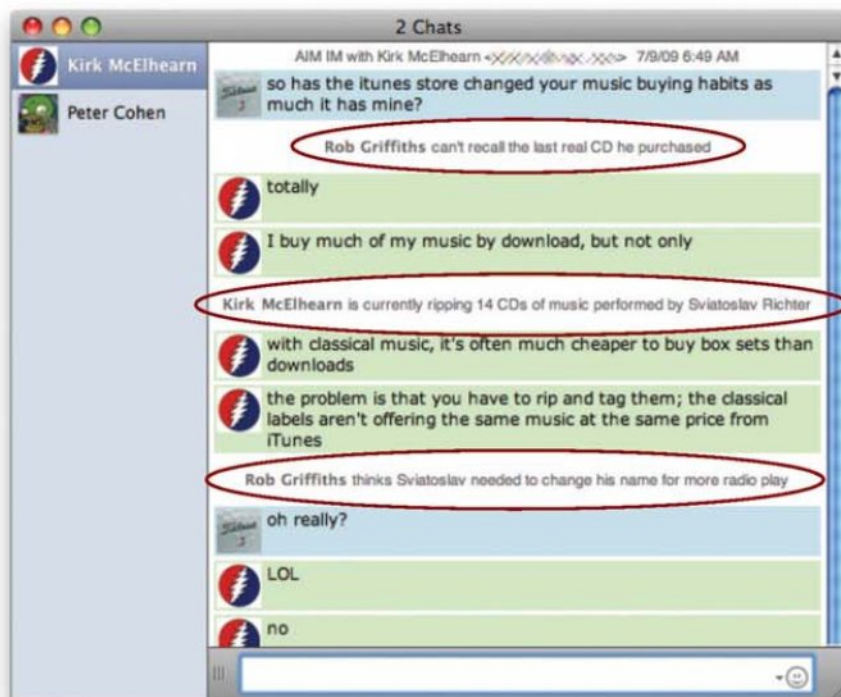 2 Chats
Kirk McElhearn
Peter Cohen
AIM IM with Kirk McElhearn < > 7/9/09 6:49 AM
so has the itunes store changed your music buying habits as
much it has mine?
Rob Griffiths can't recall the last real CD he purchased
totally
I buy much of my music by download, but not only
Kirk McElhearn is currently ripping 14 CDs of music performed by Sviatoslav Richter
with classical music, it's often much cheaper to buy box sets than
downloads
the problem is that you have to rip and tag them; the classical
labels aren't offering the same music at the same price from
iTunes
Rob Griffiths thinks Sviatoslav needed to change his name for more radio play
oh really?
LOL
no